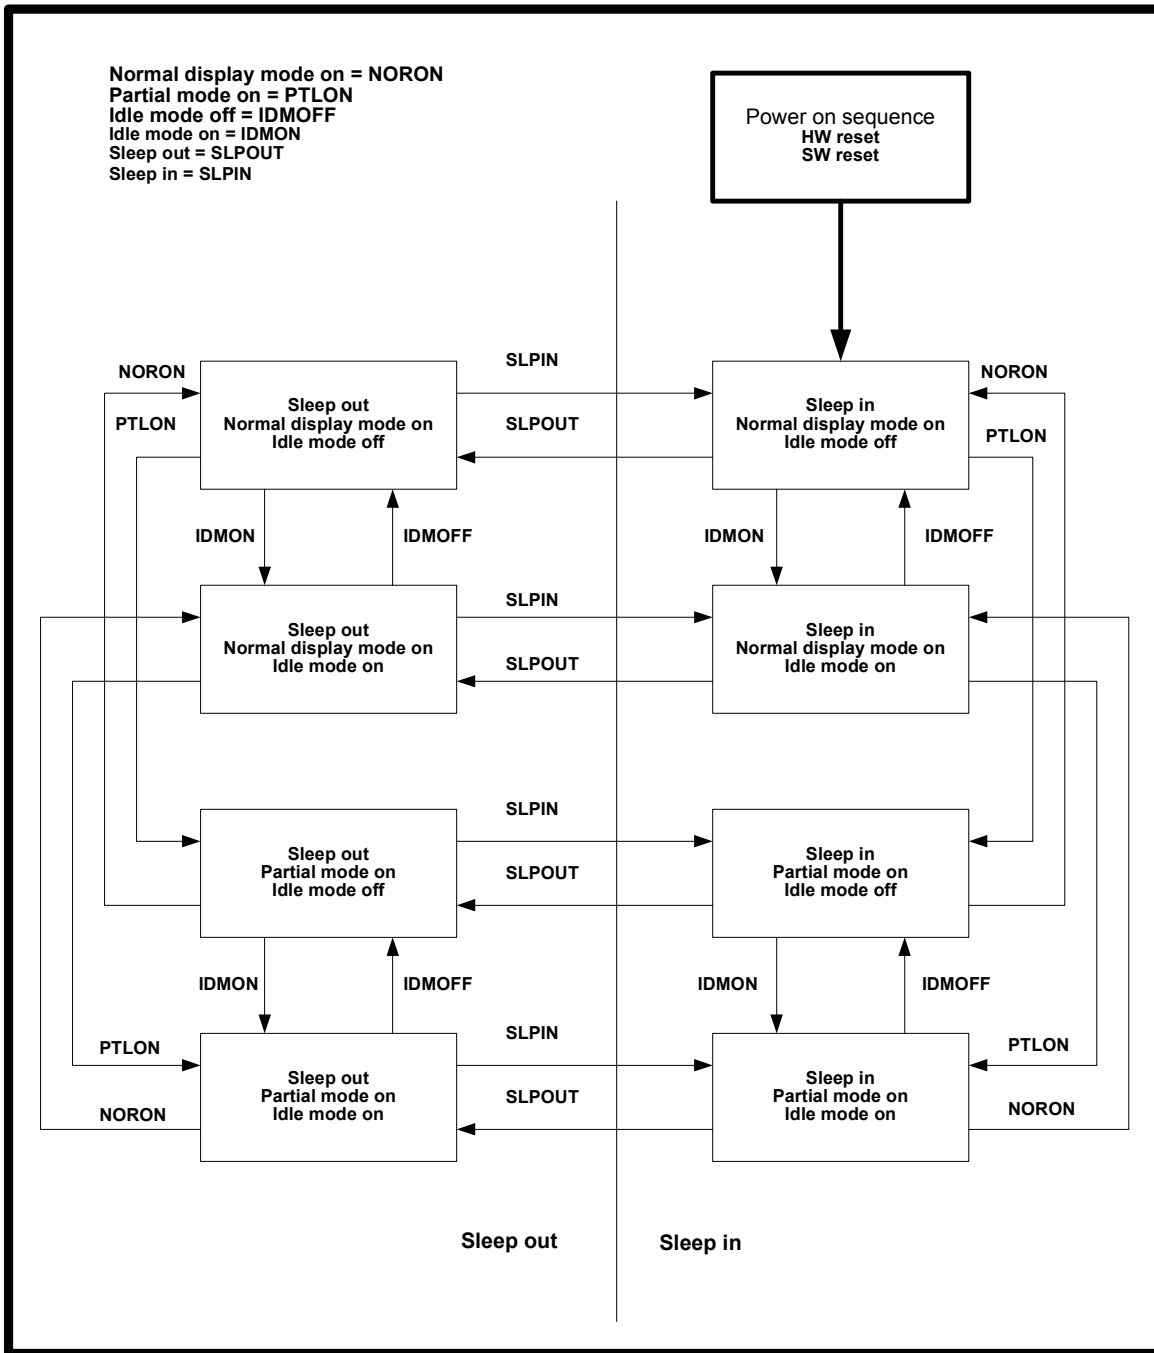 Normal display mode on = NORON
Partial mode on = PTLON
Idle mode off = IDMOFF
Idle mode on = IDMON
Sleep out = SLPOUT
Sleep in = SLPIN
Power on sequence
HW reset
SW reset
NORON
PTLON
Sleep out
Normal display mode on
Idle mode off
SLPIN
SLPOUT
Sleep in
Normal display mode on
Idle mode off
NORON
PTLON
IDMON
IDMOFF
IDMON
IDMOFF
Sleep out
Normal display mode on
Idle mode on
SLPIN
SLPOUT
Sleep in
Normal display mode on
Idle mode on
Sleep out
Partial mode on
Idle mode off
SLPIN
SLPOUT
Sleep in
Partial mode on
Idle mode off
IDMON
IDMOFF
IDMON
IDMOFF
PTLON
NORON
Sleep out
Partial mode on
Idle mode on
SLPIN
SLPOUT
Sleep in
Partial mode on
Idle mode on
PTLON
NORON
Sleep out
Sleep in